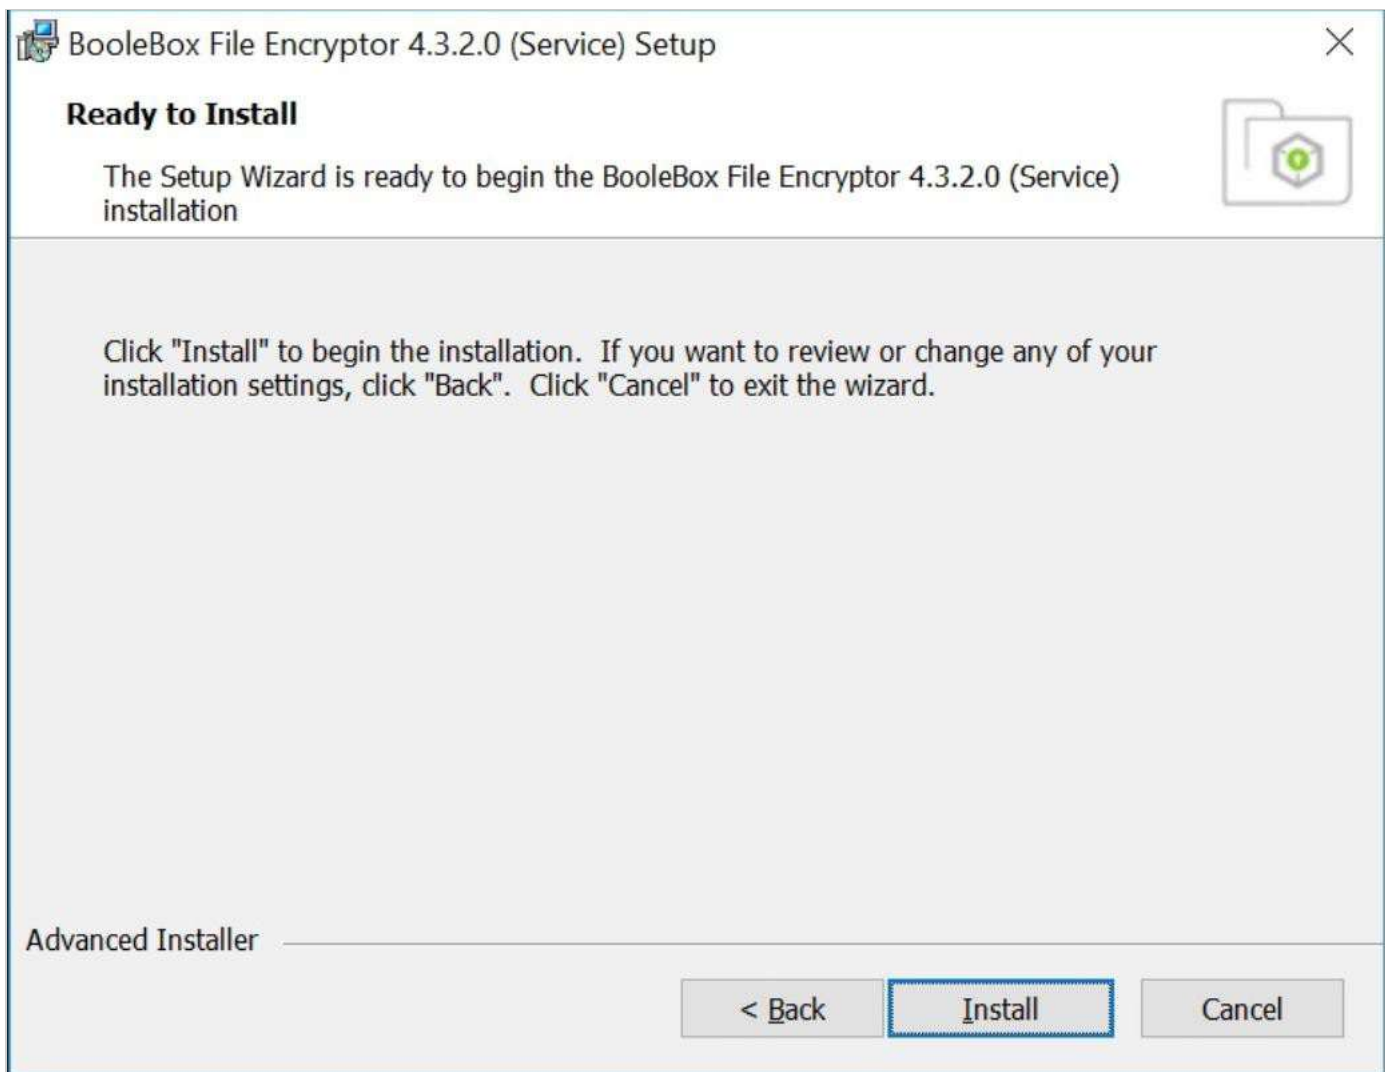 BooleBox File Encryptor 4.3.2.0 (Service) Setup
Ready to Install
The Setup Wizard is ready to begin the BooleBox File Encryptor 4.3.2.0 (Service)
installation
Click "Install" to begin the installation.  If you want to review or change any of your
installation settings, click "Back".  Click "Cancel" to exit the wizard.
Advanced Installer
< Back
Install
Cancel